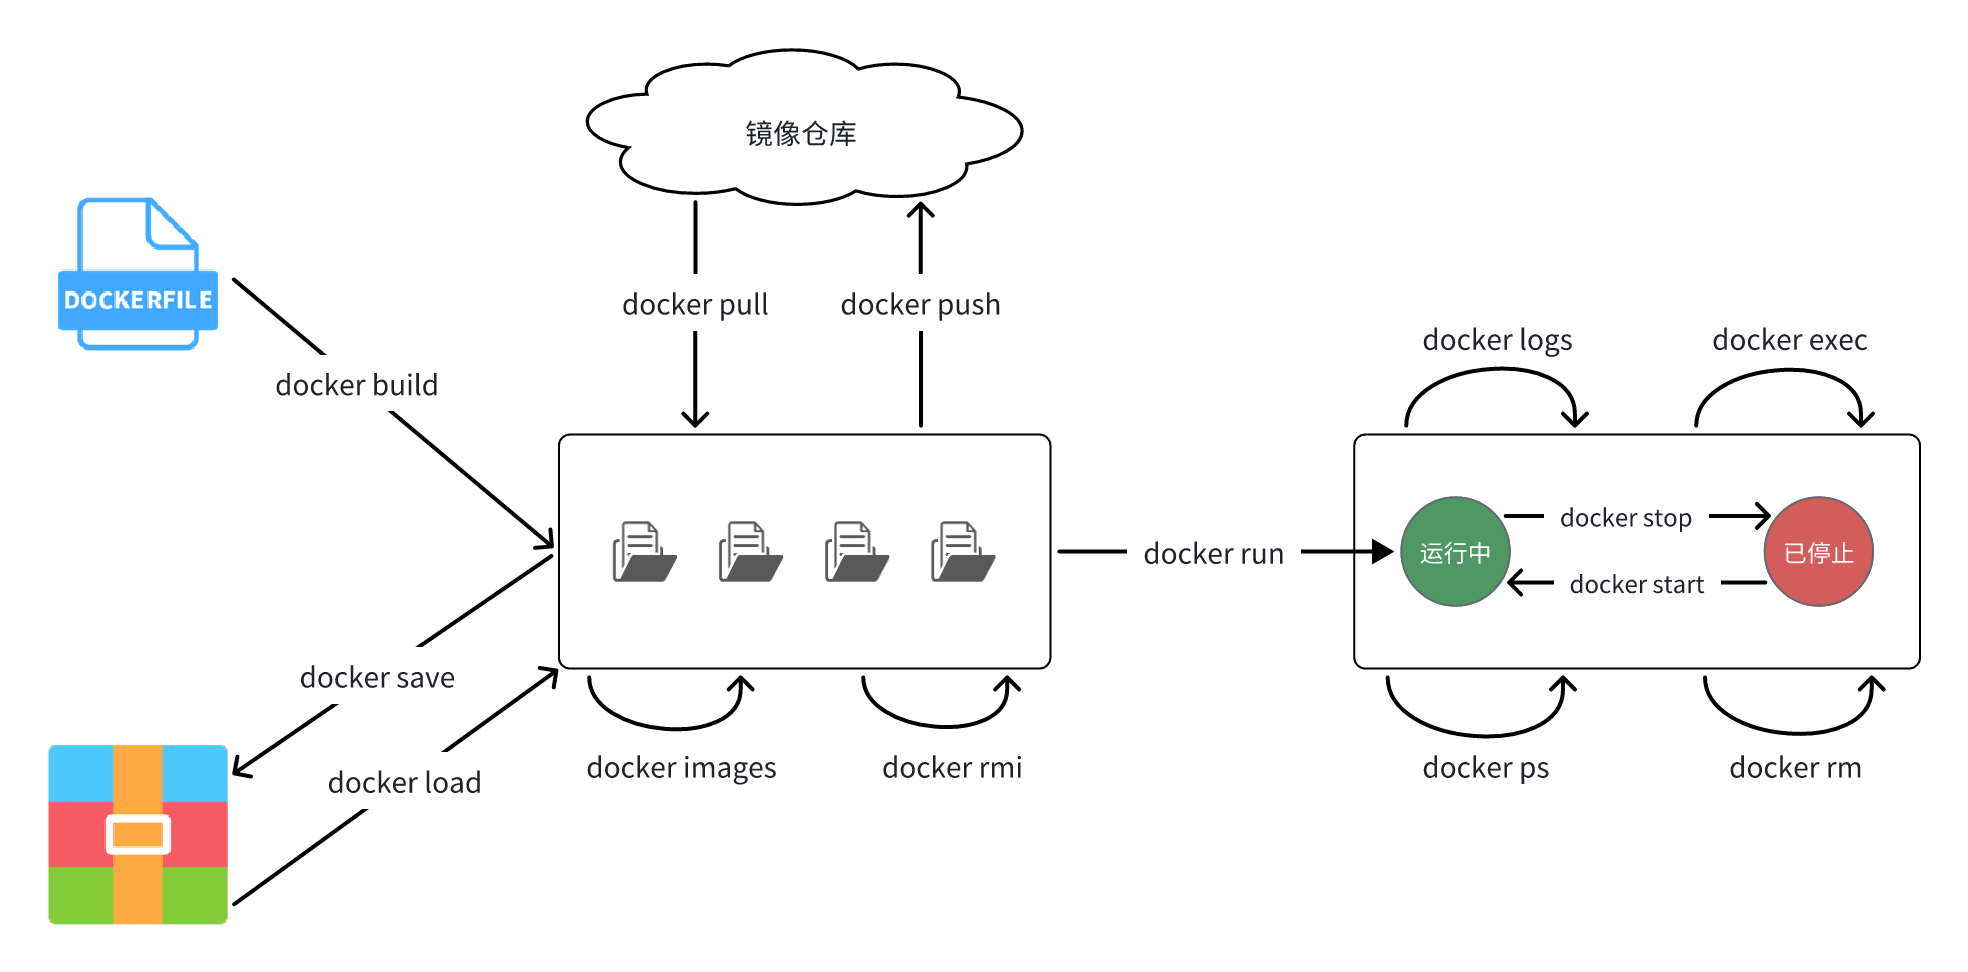 镜像仓库
DOCKERFILE
docker pull
docker push
docker build
docker logs
docker exec
docker run
运行中
docker stop
docker start
已停止
docker save
docker load
docker images
docker rmi
docker ps
docker rm